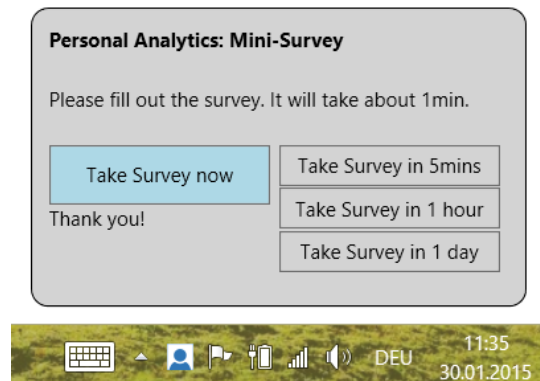 Personal Analytics: Mini-Survey
Please fill out the survey. It will take about 1min.
Take Survey now
Thank you!
Take Survey in 5mins
Take Survey in 1 hour
Take Survey in 1 day
DEU
11:35
30.01.2015